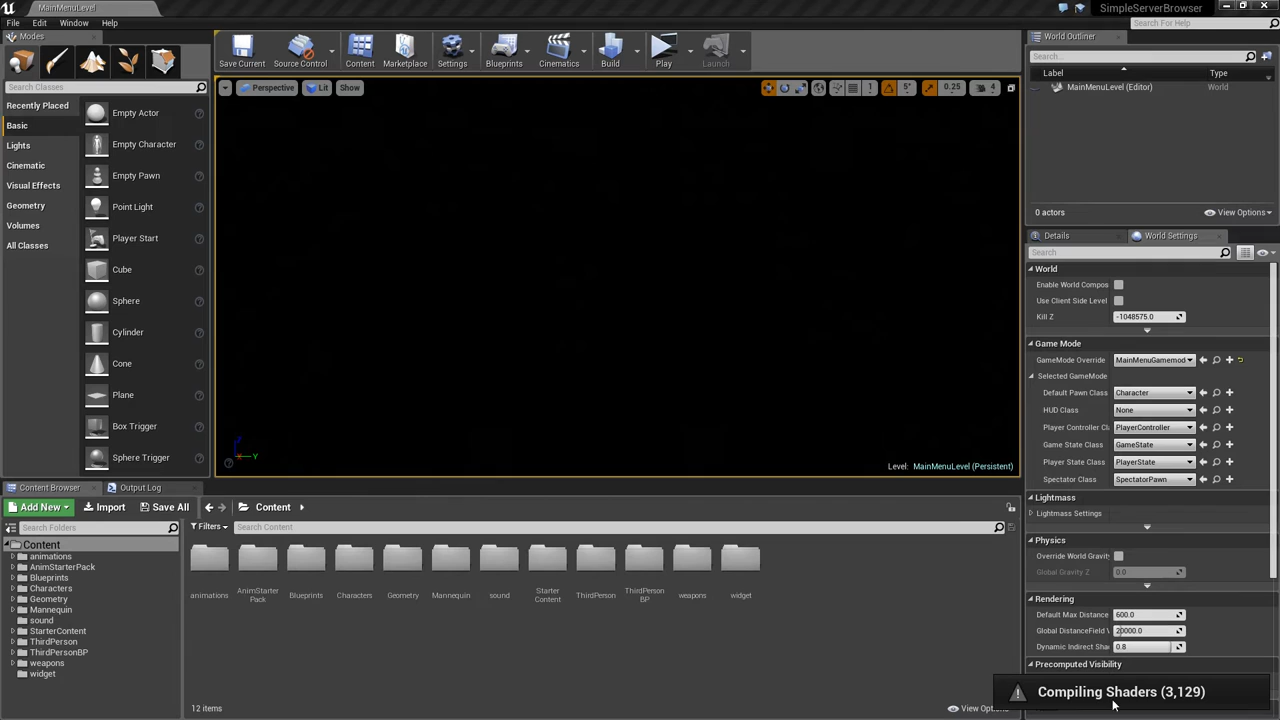 MainMenuLevel
SimpleServerBrowser
File Edit Window Help
Search For Help
Modes
Save Current
Source Control
Content
Marketplace
Settings
Blueprints
Cinematics
Build
Play
Launch
World Outliner
Search...
Label Type
MainMenuLevel (Editor) World
0 actors
View Options
Search Classes
Recently Placed
Basic
Lights
Cinematic
Visual Effects
Geometry
Volumes
All Classes
Empty Actor
Empty Character
Empty Pawn
Point Light
Player Start
Cube
Sphere
Cylinder
Cone
Plane
Box Trigger
Sphere Trigger
Perspective
Lit
Show
1
5°
0.25
4
Z
Y
Level: MainMenuLevel (Persistent)
Details
World Settings
Search
World
Enable World Compos
Use Client Side Level
Kill Z -1048575.0
Game Mode
GameMode Override MainMenuGamemod
Selected GameMode
Default Pawn Class Character
HUD Class None
Player Controller Cl PlayerController
Game State Class GameState
Player State Class PlayerState
Spectator Class SpectatorPawn
Lightmass
Lightmass Settings
Physics
Override World Gravit
Global Gravity Z 0.0
Rendering
Default Max Distance 600.0
Global DistanceField V 20000.0
Dynamic Indirect Sha 0.8
Precomputed Visibility
Compiling Shaders (3,129)
Content Browser
Output Log
Add New
Import
Save All
Content
Search Folders
Filters
Search Content
Content
animations
AnimStarterPack
Blueprints
Characters
Geometry
Mannequin
sound
StarterContent
ThirdPerson
ThirdPersonBP
weapons
widget
animations
AnimStarter
Pack
Blueprints
Characters
Geometry
Mannequin
sound
Starter
Content
ThirdPerson
ThirdPerson
BP
weapons
widget
12 items
View Options